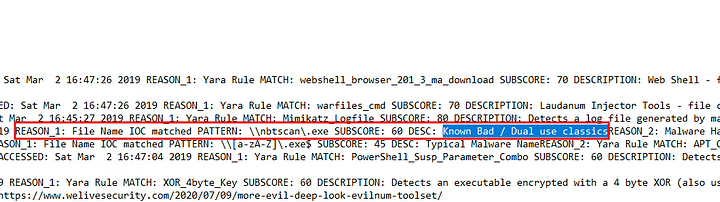 Sat Mar  2 16:47:26 2019 REASON_1: Yara Rule MATCH: webshell_browser_201_3_ma_download SUBSCORE: 70 DESCRIPTION: Web Shell - f
ED: Sat Mar  2 16:47:26 2019 REASON_1: Yara Rule MATCH: warfiles_cmd SUBSCORE: 70 DESCRIPTION: Laudanum Injector Tools - file c
t Mar  2 16:45:27 2019 REASON_1: Yara Rule MATCH: Mimikatz_Logfile SUBSCORE: 80 DESCRIPTION: Detects a log file generated by ma
19 REASON_1: File Name IOC matched PATTERN: \\nbtscan\.exe SUBSCORE: 60 DESC: Known Bad / Dual use classicsREASON_2: Malware Ha
ASON_1: File Name IOC matched PATTERN: \\[a-zA-Z]\.exe$ SUBSCORE: 45 DESC: Typical Malware NameREASON_2: Yara Rule MATCH: APT_C
ACCESSED: Sat Mar  2 16:47:04 2019 REASON_1: Yara Rule MATCH: PowerShell_Susp_Parameter_Combo SUBSCORE: 60 DESCRIPTION: Detects
9 REASON_1: Yara Rule MATCH: XOR_4byte_Key SUBSCORE: 60 DESCRIPTION: Detects an executable encrypted with a 4 byte XOR (also us
https://www.welivesecurity.com/2020/07/09/more-evil-deep-look-evilnum-toolset/